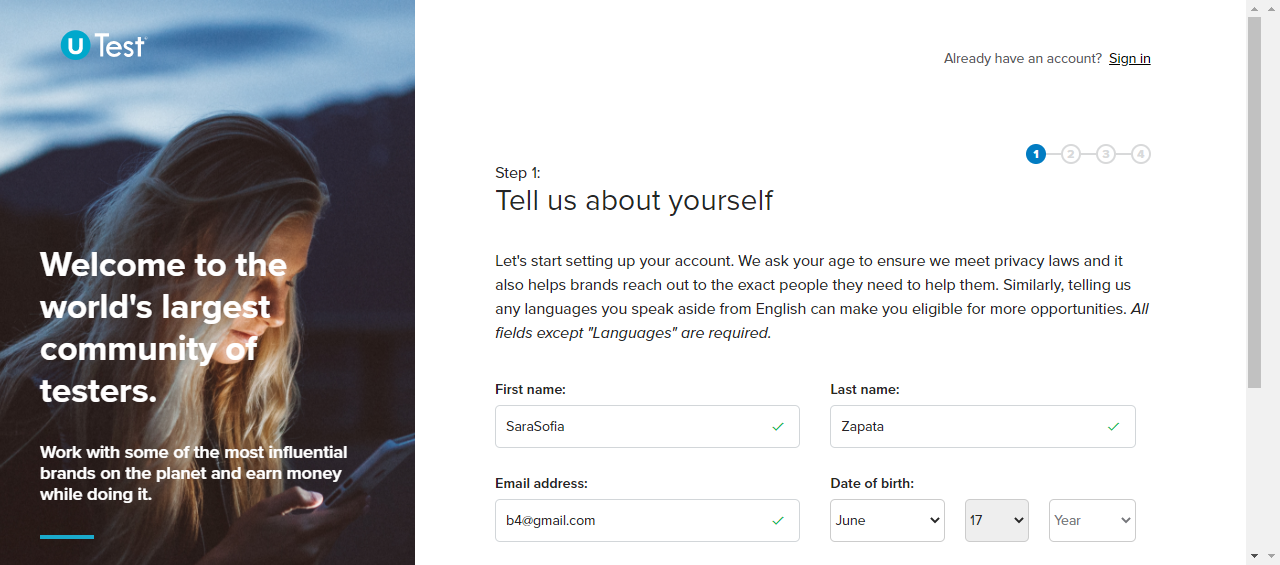 U Test
Already have an account? Sign in
1 2 3 4
Step 1:
Tell us about yourself
Welcome to the
world's largest
community of
testers.
Let's start setting up your account. We ask your age to ensure we meet privacy laws and it
also helps brands reach out to the exact people they need to help them. Similarly, telling us
any languages you speak aside from English can make you eligible for more opportunities. All
fields except "Languages" are required.
First name: Last name:
SaraSofia Zapata
Work with some of the most influential
brands on the planet and earn money
while doing it.
Email address: Date of birth:
b4@gmail.com June 17 Year